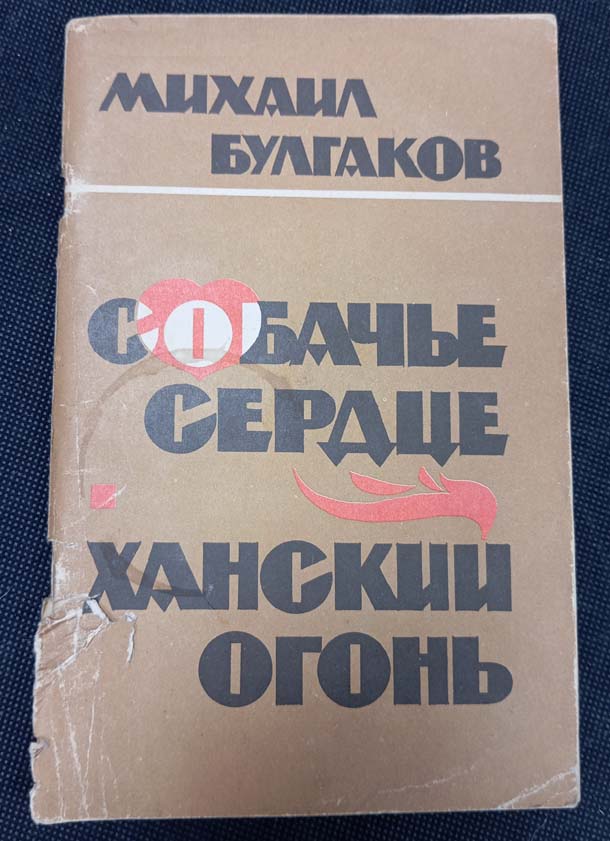 МИХАИЛ
БУЛГАКОВ
СОБАЧЬЕ
СЕРДЦЕ
ХАНСКИЙ
ОГОНЬ